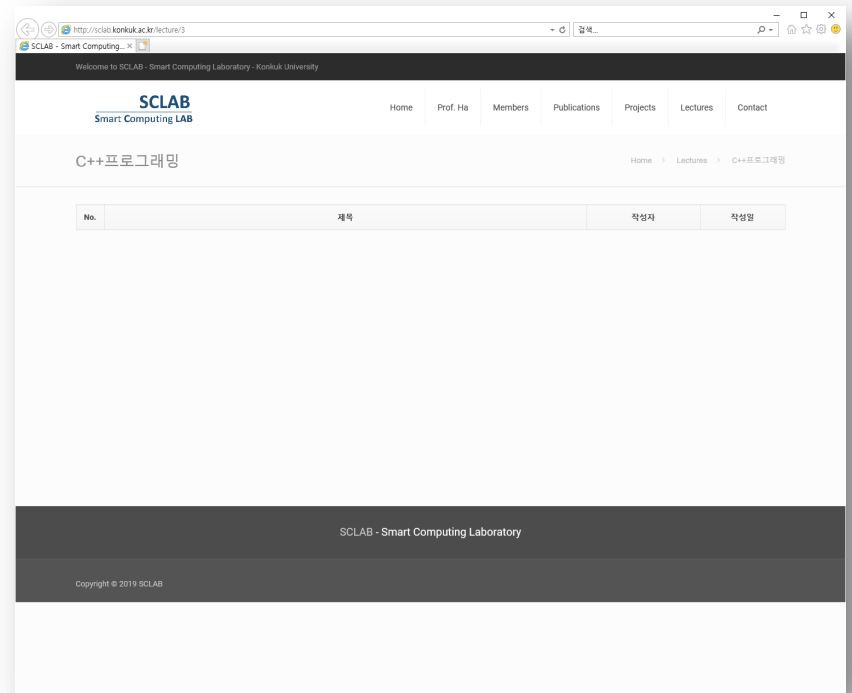 http://sclab.konkuk.ac.kr/lecture/3
검색...
SCLAB - Smart Computing...
Welcome to SCLAB - Smart Computing Laboratory - Konkuk University
SCLAB
Smart Computing LAB
Home Prof. Ha Members Publications Projects Lectures Contact
C++프로그래밍
Home Lectures C++프로그래밍
No. 제목 작성자 작성일
SCLAB - Smart Computing Laboratory
Copyright © 2019 SCLAB